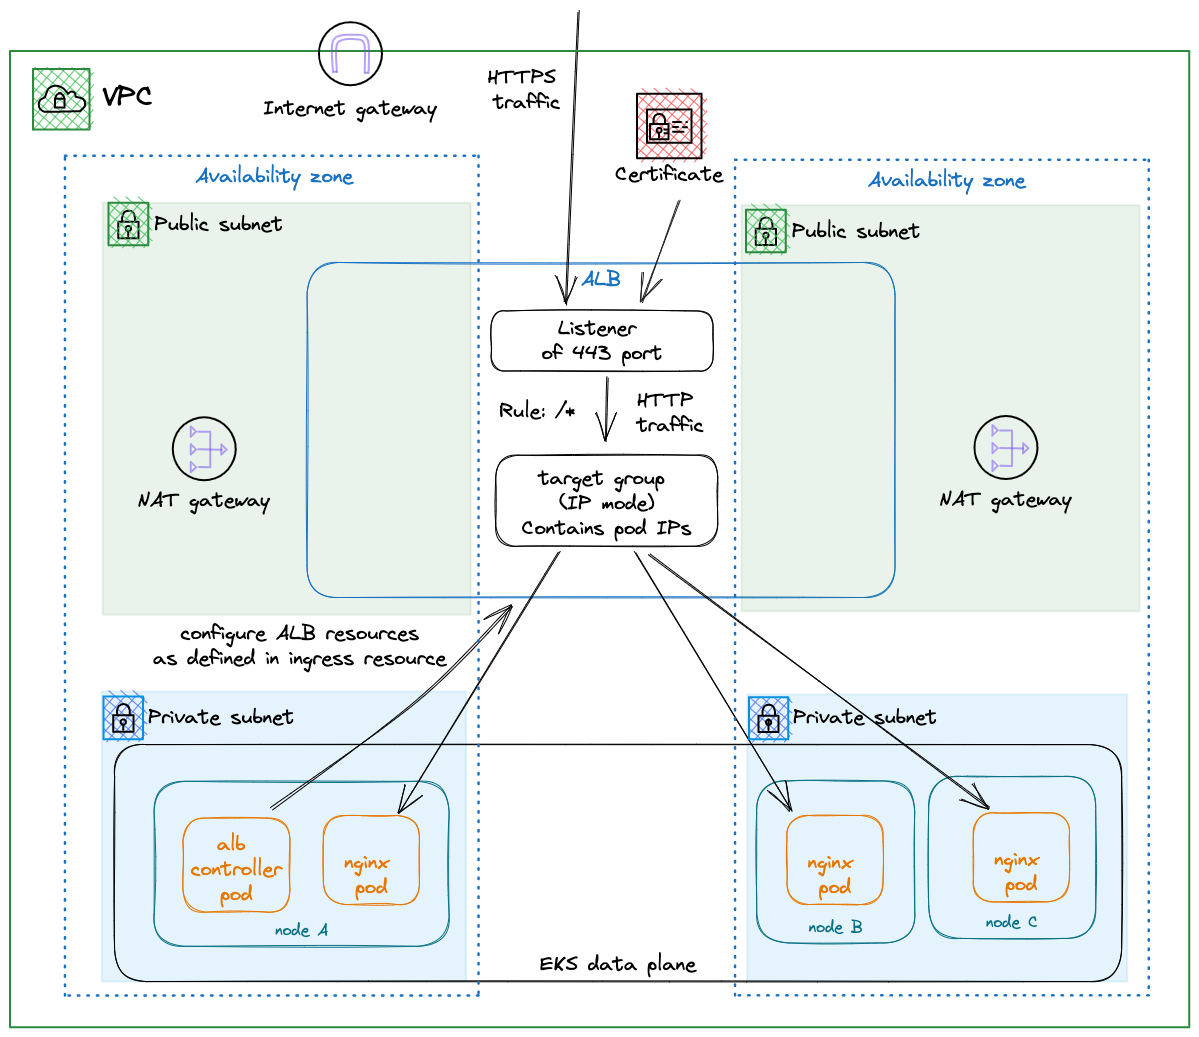 VPC
Internet gateway
HTTPS
traffic
Certificate
Availability zone
Availability zone
Public subnet
Public subnet
ALB
Listener
of 443 port
Rule: /*
HTTP
traffic
target group
(IP mode)
Contains pod IPs
NAT gateway
NAT gateway
configure ALB resources
as defined in ingress resource
Private subnet
Private subnet
alb
controller
pod
nginx
pod
node A
nginx
pod
node B
nginx
pod
node C
EKS data plane